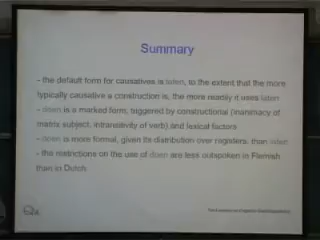 Summary
- the default form for causatives is laten, to the extent that the more
typically causative a construction is, the more readily it uses laten
- doen is a marked form, triggered by constructional (inanimacy of
matrix subject, intransitivity of verb) and lexical factors
- doen is more formal, given its distribution over registers, than laten
- the restrictions on the use of doen are less outspoken in Flemish
than in Dutch